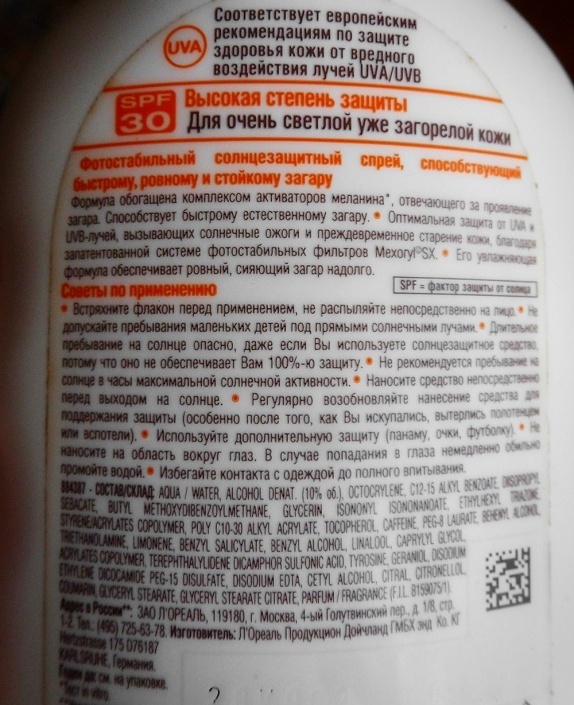 Соответствует европейским
рекомендациям по защите
UVA
здоровья кожи от вредного
воздействия лучей UVA/UVB
SPF
30
Высокая степень защиты
Для очень светлой уже загорелой кожи
Фотостабильный солнцезащитный спрей, способствующий
быстрому, ровному и стойкому загару
Формула обогащена комплексом активаторов меланина*, отвечающего за проявление
загара. Способствует быстрому естественному загару. • Оптимальная защита от UVA и
UVB-лучей, вызывающих солнечные ожоги и преждевременное старение кожи, благодаря
запатентованной системе фотостабильных фильтров Mexoryl®SX. • Его увлажняющая
формула обеспечивает ровный, сияющий загар надолго.
Советы по применению
SPF = фактор защиты от солнца
• Встряхните флакон перед применением, не распыляйте непосредственно на лицо. • Не
допускайте пребывания маленьких детей под прямыми солнечными лучами. • Длительное
пребывание на солнце опасно, даже если Вы используете солнцезащитное средство,
потому что оно не обеспечивает Вам 100%-ю защиту. • Не рекомендуется пребывание на
солнце в часы максимальной солнечной активности. • Наносите средство непосредственно
перед выходом на солнце. • Регулярно возобновляйте нанесение средства для
поддержания защиты (особенно после того, как Вы искупались, вытерлись полотенцем
или вспотели). • Используйте дополнительную защиту (панаму, очки, футболку). • Не
наносите на область вокруг глаз. В случае попадания в глаза немедленно обильно
промойте водой. • Избегайте контакта с одеждой до полного впитывания.
884387 - СОСТАВ/СКЛАД: AQUA / WATER, ALCOHOL DENAT. (10% об.), OCTOCRYLENE, C12-15 ALKYL BENZOATE, DIISOPROPYL
SEBACATE, BUTYL METHOXYDIBENZOYLMETHANE, GLYCERIN, ISONONYL ISONONANOATE, ETHYLHEXYL TRIAZONE,
STYRENE/ACRYLATES COPOLYMER, POLY C10-30 ALKYL ACRYLATE, TOCOPHEROL, CAFFEINE, PEG-8 LAURATE, BEHENYL ALCOHOL,
TRIETHANOLAMINE, LIMONENE, BENZYL SALICYLATE, BENZYL ALCOHOL, LINALOOL, CAPRYLYL GLYCOL,
ACRYLATES COPOLYMER, TEREPHTHALYLIDENE DICAMPHOR SULFONIC ACID, TYROSINE, GERANIOL, DISODIUM
ETHYLENE DICOCAMIDE PEG-15 DISULFATE, DISODIUM EDTA, CETYL ALCOHOL, CITRAL, CITRONELLOL,
COUMARIN, GLYCERYL STEARATE, GLYCERYL STEARATE CITRATE, PARFUM / FRAGRANCE (F.I.L. B159075/1).
Адрес в России**: ЗАО Л'ОРЕАЛЬ, 119180, г. Москва, 4-ый Голутвинский пер., д. 1/8, стр.
1-2. Тел.: (495) 725-63-78. Изготовитель: Л'Ореаль Продукцион Дойчланд ГМБХ энд Ко. КГ
Hertzstrasse 175 D76187
KARLSRUHE, Германия.
Годен до: см. на упаковке.
*Тест in vitro.